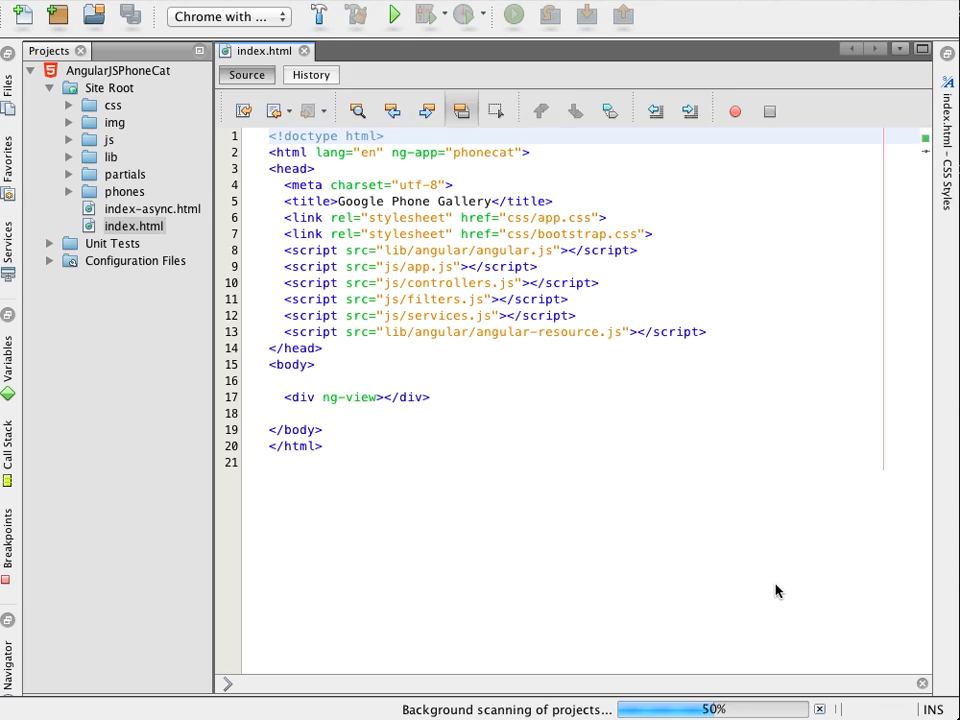 Chrome with ...
Projects
index.html
AngularJSPhoneCat
Source
History
Site Root
css
img
js
lib
partials
phones
index-async.html
index.html
Unit Tests
Configuration Files
Files
Favorites
Services
Variables
Call Stack
Breakpoints
Navigator
1 <!doctype html>
2 <html lang="en" ng-app="phonecat">
3 <head>
4 <meta charset="utf-8">
5 <title>Google Phone Gallery</title>
6 <link rel="stylesheet" href="css/app.css">
7 <link rel="stylesheet" href="css/bootstrap.css">
8 <script src="lib/angular/angular.js"></script>
9 <script src="js/app.js"></script>
10 <script src="js/controllers.js"></script>
11 <script src="js/filters.js"></script>
12 <script src="js/services.js"></script>
13 <script src="lib/angular/angular-resource.js"></script>
14 </head>
15 <body>
16
17 <div ng-view></div>
18
19 </body>
20 </html>
21
index.html - CSS Styles
Background scanning of projects...
50%
INS